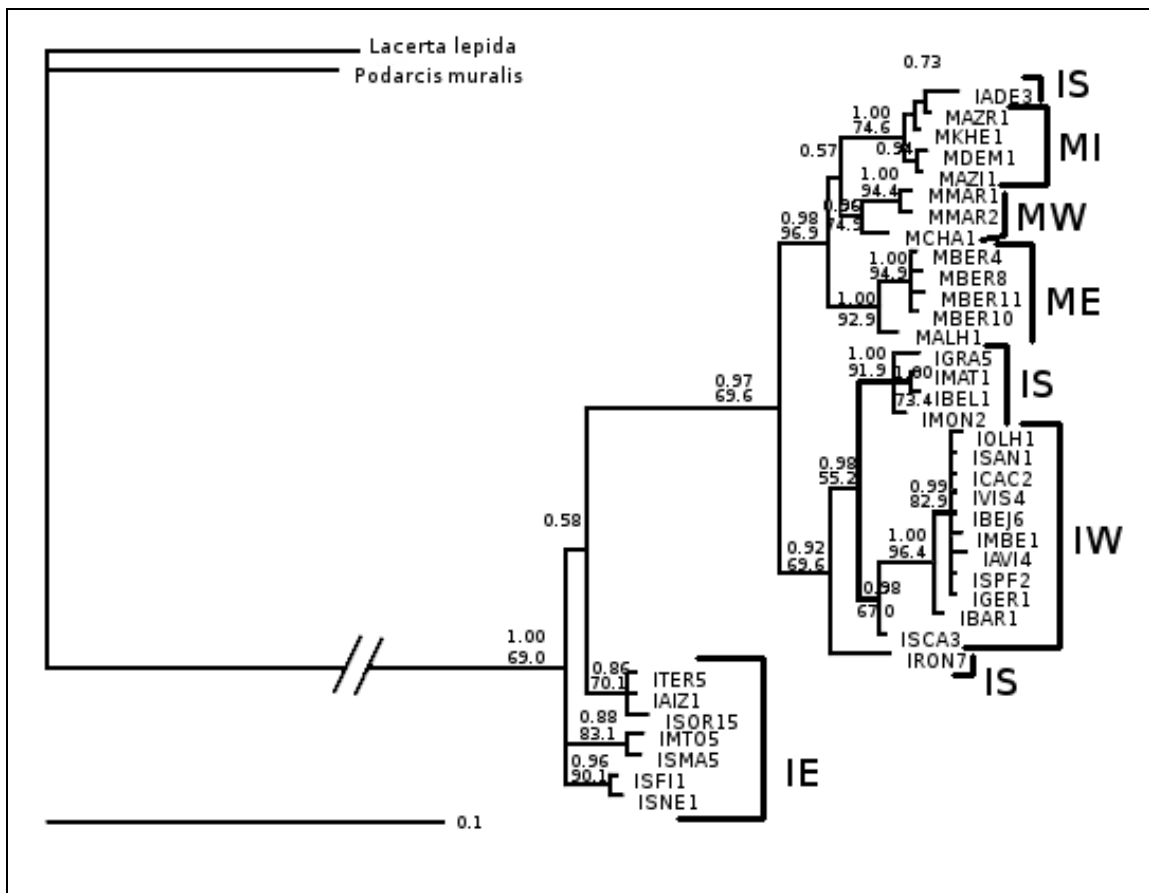 Lacerta lepida
Podarcis muralis
0.73
IADE3
IS
1.00
74.6
MAZR1
MKHE1
0.94
MDEM1
MAZI1
MI
0.57
1.00
94.4
MMAR1
MMAR2
0.96
74.9
MCHA1
MW
0.98
96.9
1.00
94.9
MBER4
MBER8
MBER11
MBER10
1.00
92.9
MALH1
ME
1.00
91.9
IGRA5
1.00
IMAT1
73.4
IBEL1
IMON2
IS
0.97
69.6
IOLH1
ISAN1
0.98
55.2
ICAC2
0.99
82.9
IVIS4
IBEJ6
IMBE1
IAVI4
ISPF2
IGER1
IBAR1
IW
1.00
96.4
0.58
0.92
69.6
0.98
67.0
ISCA3
IRON7
IS
1.00
69.0
0.86
70.1
ITER5
IAIZ1
ISOR15
0.88
83.1
IMTO5
ISMA5
0.96
90.1
ISFI1
ISNE1
IE
0.1